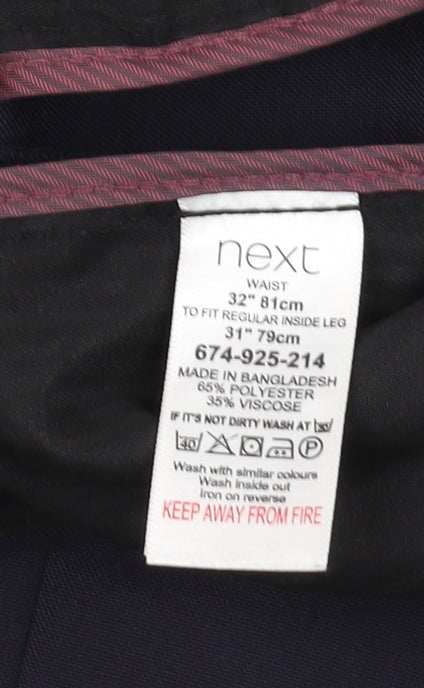 next
WAIST
32" 81cm
TO FIT REGULAR INSIDE LEG
31" 79cm
674-925-214
MADE IN BANGLADESH
65% POLYESTER
35% VISCOSE
IF IT'S NOT DIRTY WASH AT 30
40 P
Wash with similar colours
Wash inside out
Iron on reverse
KEEP AWAY FROM FIRE